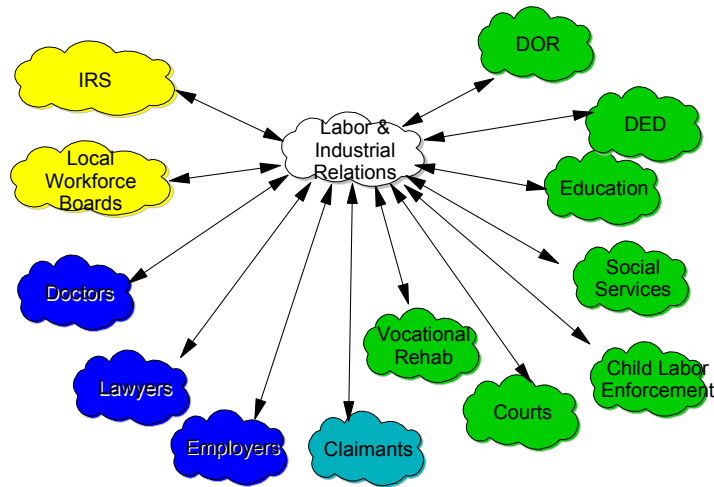 DOR
IRS
Labor &
Industrial
Relations
DED
Local
Workforce
Boards
Education
Doctors
Social
Services
Vocational
Rehab
Child Labor
Enforcement
Lawyers
Courts
Employers
Claimants